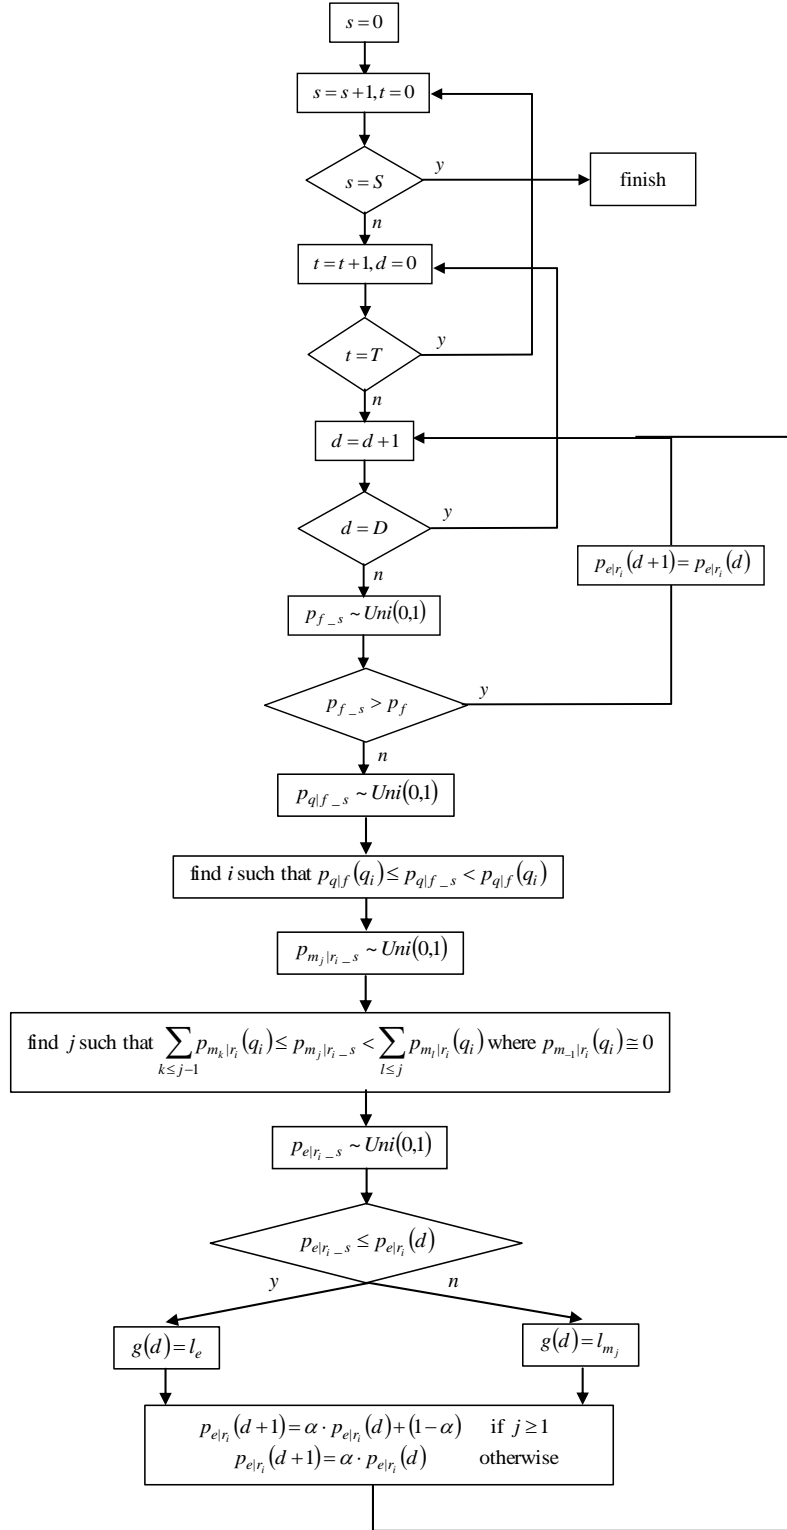 s = 0
s = s + 1, t = 0
s = S
y
finish
n
t = t + 1, d = 0
t = T
y
n
d = d + 1
d = D
y
n
p_{e|r_i}(d + 1) = p_{e|r_i}(d)
p_{f_s} ~ Uni(0,1)
p_{f_s} > p_f
y
n
p_{q|f_s} ~ Uni(0,1)
find i such that p_{q|f}(q_i) ≤ p_{q|f_s} < p_{q|f}(q_i)
p_{m_j|r_i_s} ~ Uni(0,1)
find j such that ∑_{k≤j−1} p_{m_k|r_i}(q_i) ≤ p_{m_j|r_i_s} < ∑_{l≤j} p_{m_l|r_i}(q_i) where p_{m_{−1}|r_i}(q_i) ≅ 0
p_{e|r_i_s} ~ Uni(0,1)
p_{e|r_i_s} ≤ p_{e|r_i}(d)
y n
g(d) = l_e g(d) = l_{m_j}
p_{e|r_i}(d + 1) = α · p_{e|r_i}(d) + (1 − α) if j ≥ 1
p_{e|r_i}(d + 1) = α · p_{e|r_i}(d) otherwise